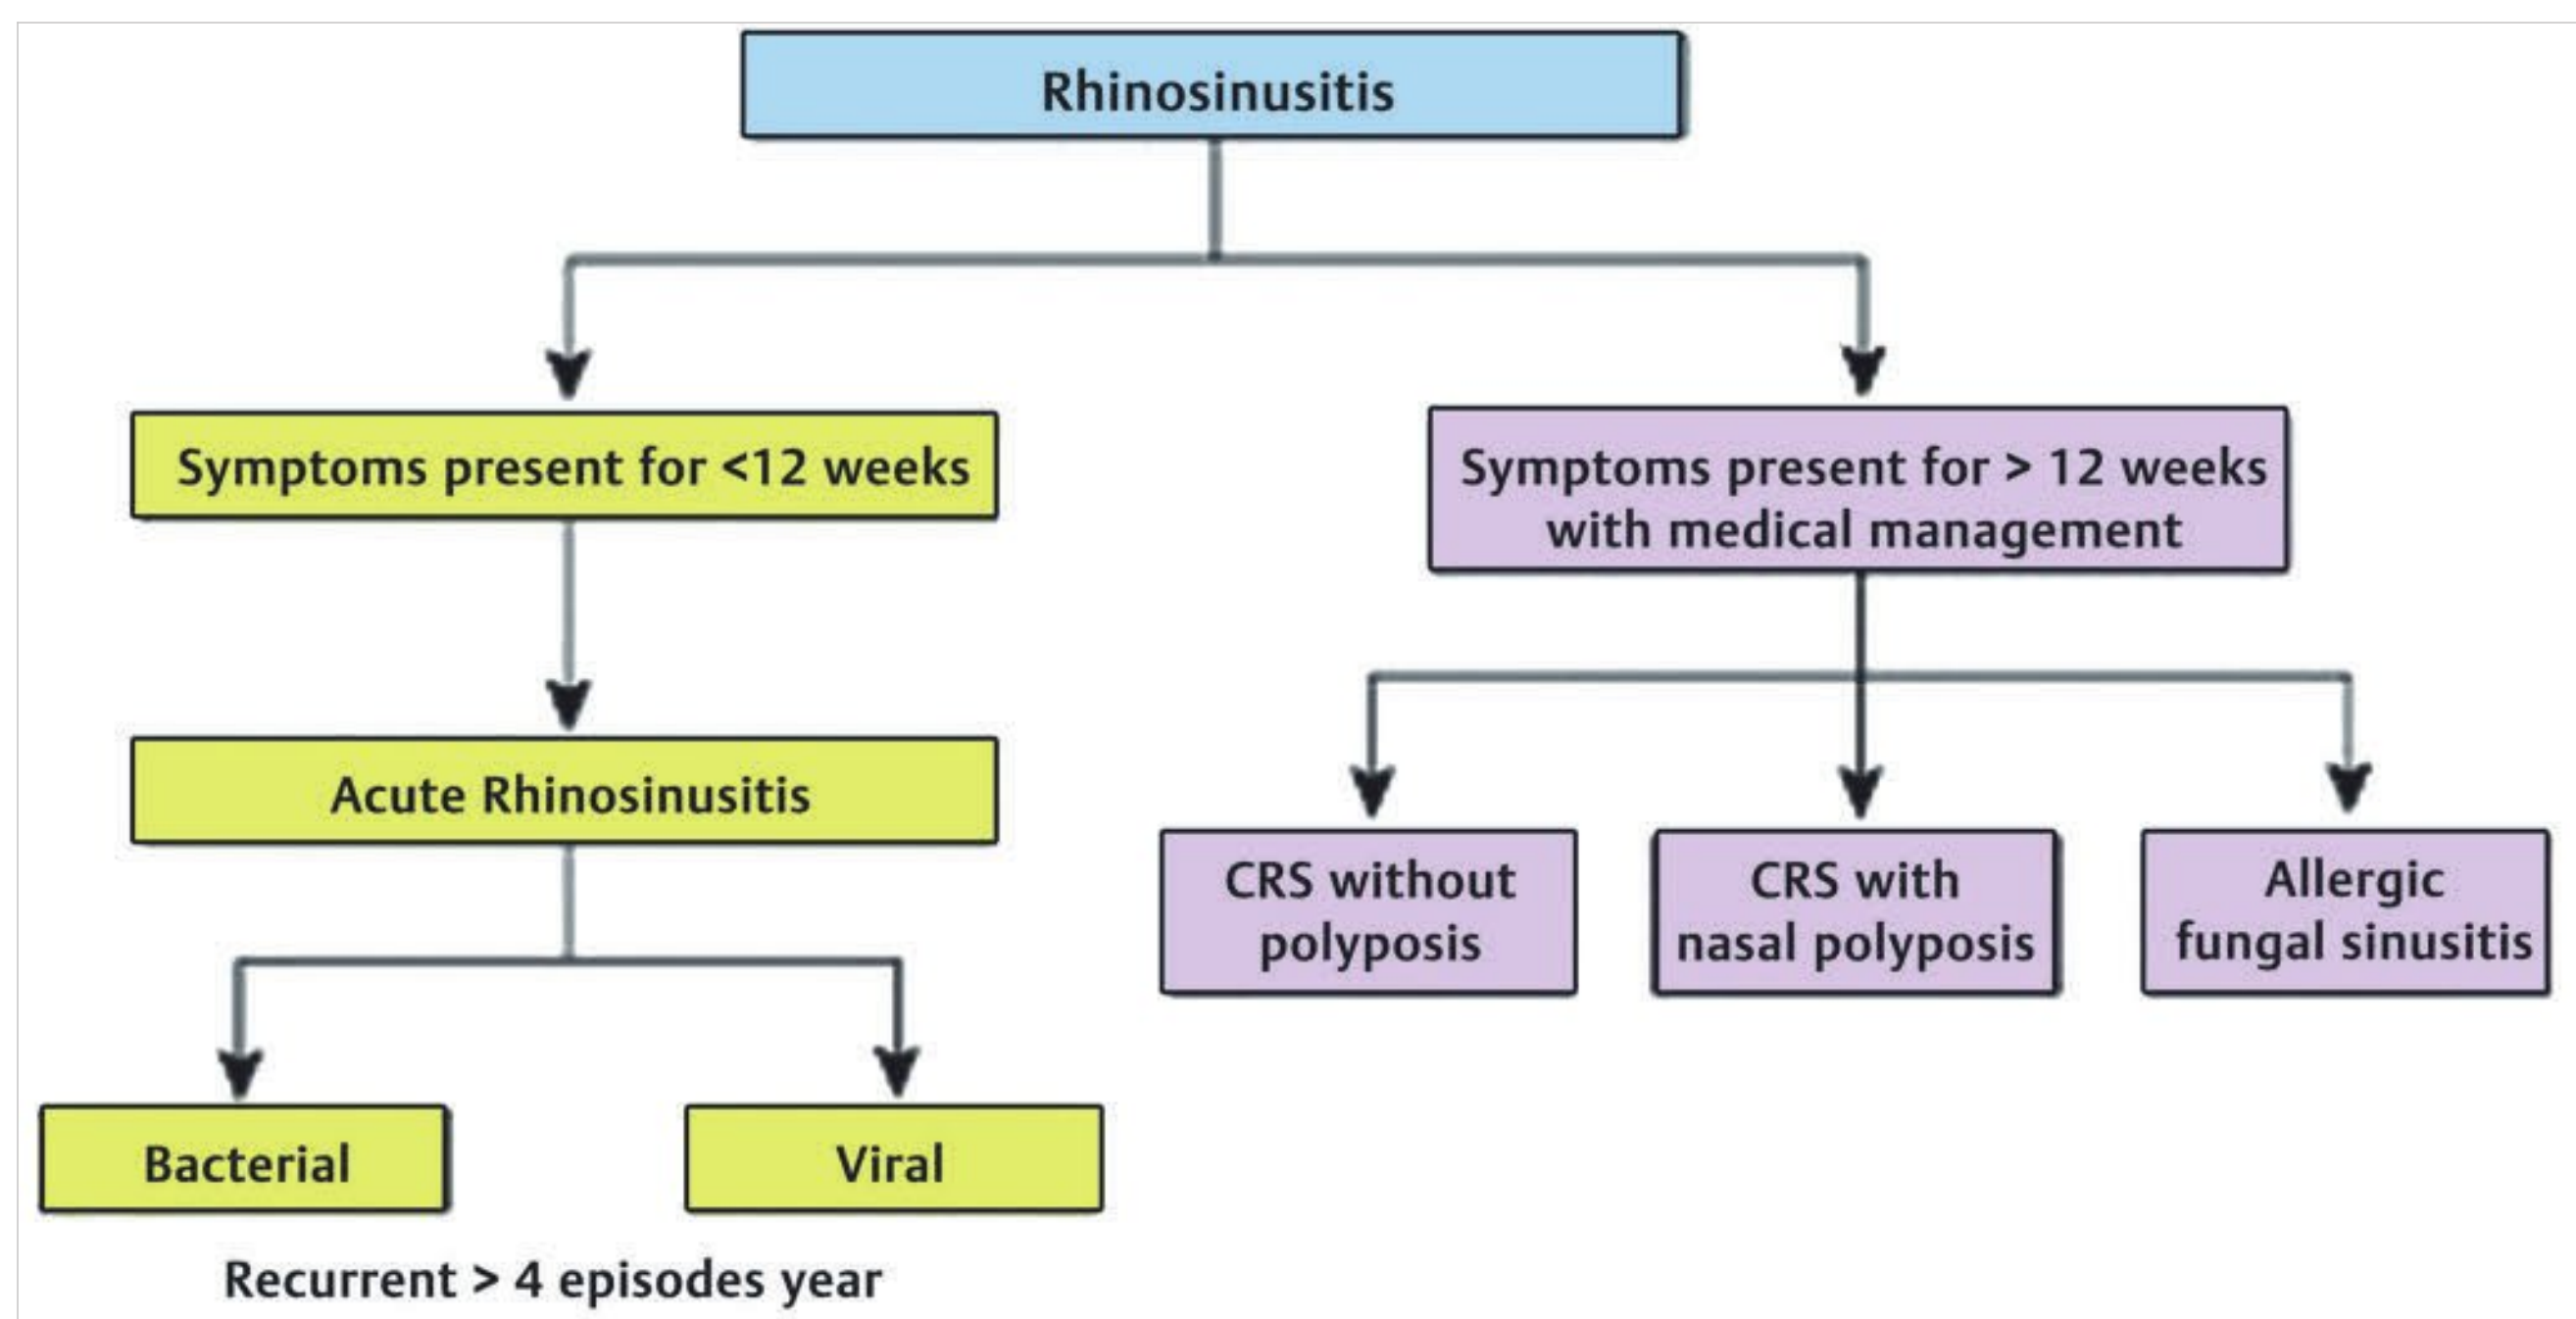 Rhinosinusitis
Symptoms present for <12 weeks
Symptoms present for > 12 weeks
with medical management
Acute Rhinosinusitis
CRS without
polyposis
CRS with
nasal polyposis
Allergic
fungal sinusitis
Bacterial
Viral
Recurrent > 4 episodes year